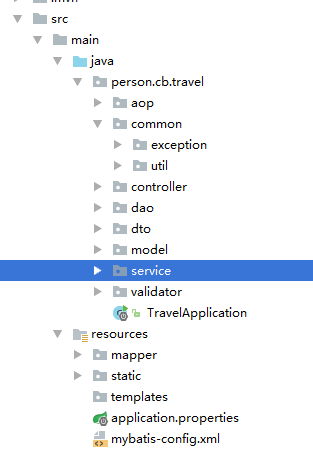 src
main
java
person.cb.travel
aop
common
exception
util
controller
dao
dto
model
service
validator
TravelApplication
resources
mapper
static
templates
application.properties
mybatis-config.xml